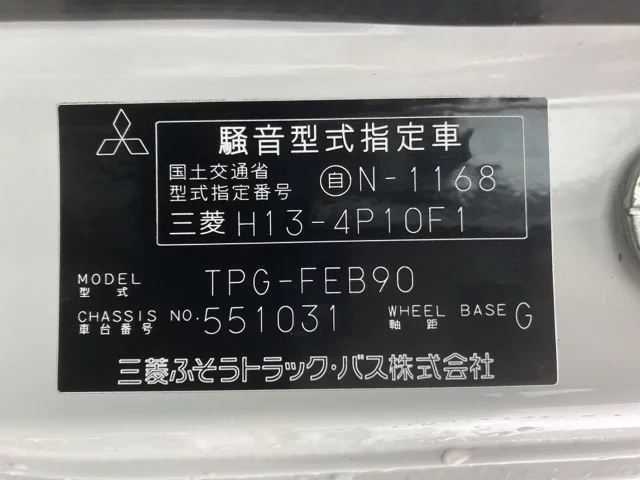 騒音型式指定車
国土交通省
型式指定番号 自N-1168
三菱 H13-4P10F1
MODEL TPG-FEB90
型式
CHASSIS NO. 551031 WHEEL BASE G
車台番号 軸距
三菱ふそうトラック・バス株式会社